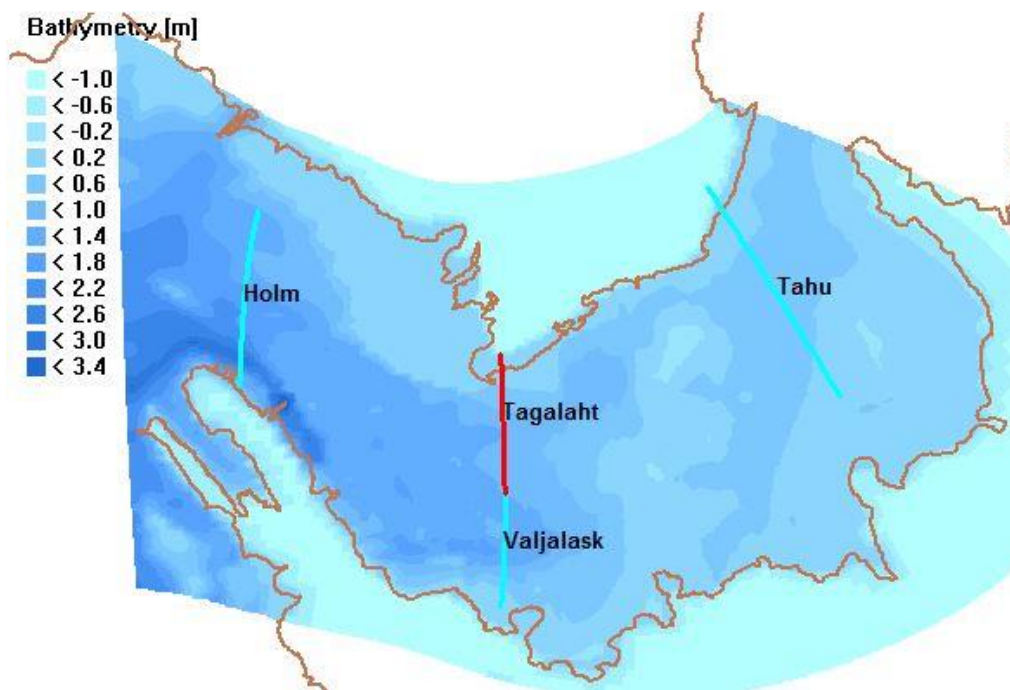 Bathymetry [m]
< -1.0
< -0.6
< -0.2
< 0.2
< 0.6
< 1.0
< 1.4
< 1.8
< 2.2
< 2.6
< 3.0
< 3.4
Holm
Tahu
Tagalaht
Valjalask